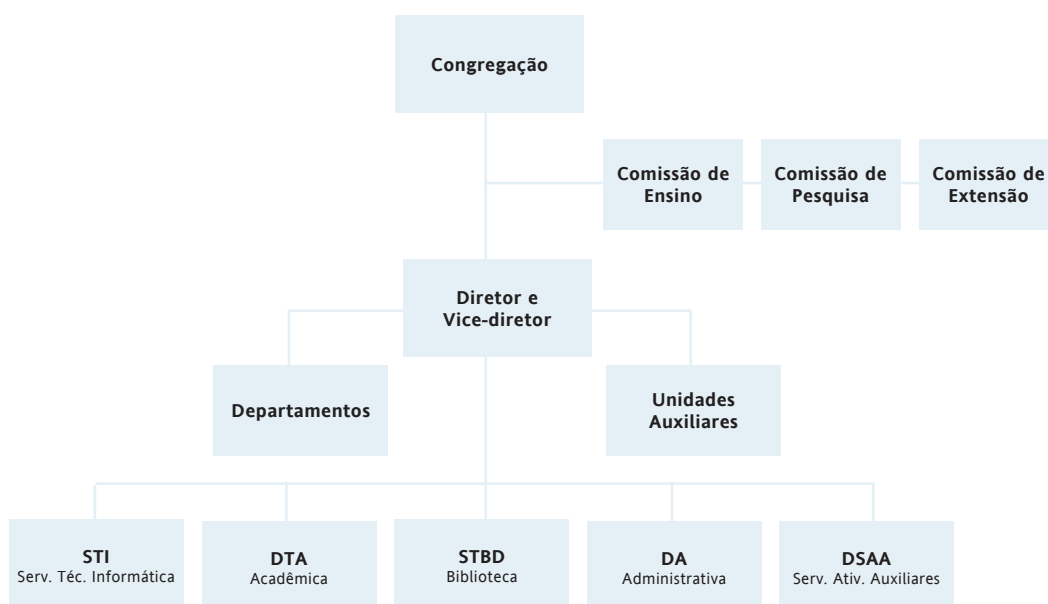 Congregação
Comissão de
Ensino
Comissão de
Pesquisa
Comissão de
Extensão
Diretor e
Vice-diretor
Departamentos
Unidades
Auxiliares
STI
Serv. Téc. Informática
DTA
Acadêmica
STBD
Biblioteca
DA
Administrativa
DSAA
Serv. Ativ. Auxiliares